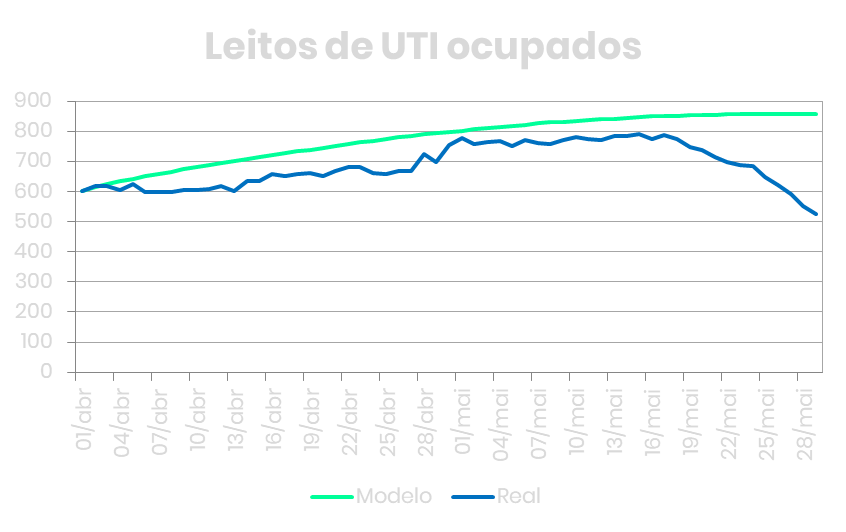 Leitos de UTI ocupados
900
800
700
600
500
400
300
200
100
0
01/abr
04/abr
07/abr
10/abr
13/abr
16/abr
19/abr
22/abr
25/abr
28/abr
01/mai
04/mai
07/mai
10/mai
13/mai
16/mai
19/mai
22/mai
25/mai
28/mai
Modelo Real